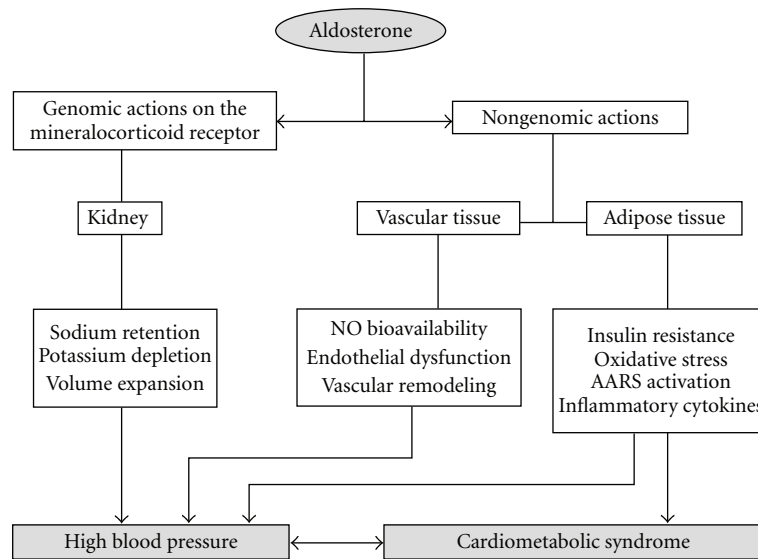 Aldosterone
Genomic actions on the
mineralocorticoid receptor
Nongenomic actions
Kidney
Vascular tissue
Adipose tissue
Sodium retention
Potassium depletion
Volume expansion
NO bioavailability
Endothelial dysfunction
Vascular remodeling
Insulin resistance
Oxidative stress
AARS activation
Inflammatory cytokines
High blood pressure
Cardiometabolic syndrome